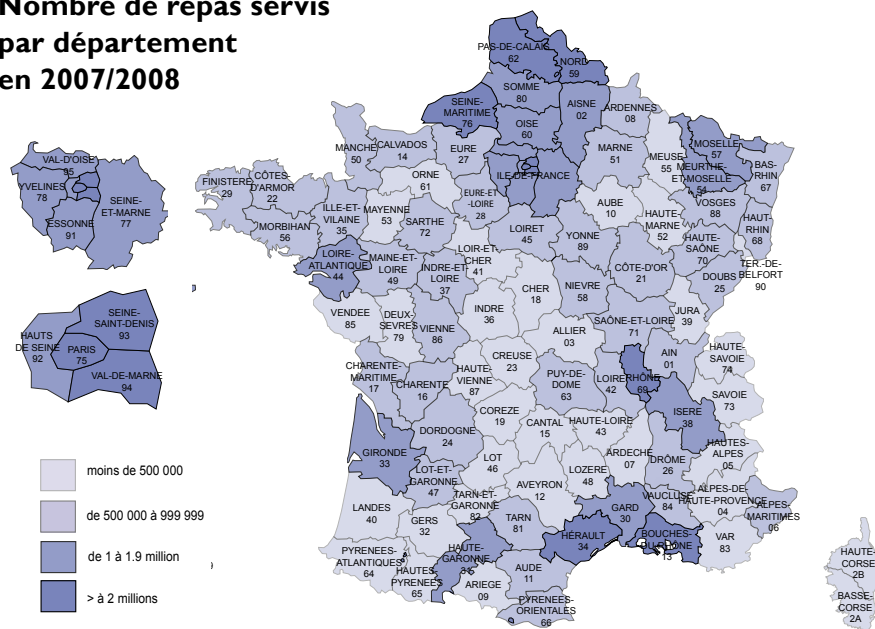 Nombre de repas servis
par département
en 2007/2008
PAS-DE-CALAIS
62
NORD
59
SOMME
80
SEINE-
MARITIME
76
AISNE
02
ARDENNES
08
OISE
60
MANCHE
50
CALVADOS
14
EURE
27
ILE-DE-FRANCE
MARNE
51
MEUSE
55
MOSELLE
57
MEURTHE-
ET-MOSELLE
54
BAS-
RHIN
67
VAL-D'OISE
95
YVELINES
78
SEINE-
ET-MARNE
77
ESSONNE
91
FINISTERE
29
CÔTES-
D'ARMOR
22
MORBIHAN
56
ILLE-ET-
VILAINE
35
MAYENNE
53
ORNE
61
SARTHE
72
EURE-ET
-LOIRE
28
LOIRET
45
AUBE
10
YONNE
89
HAUTE-
MARNE
52
VOSGES
88
HAUT-
RHIN
68
HAUTE-
SAÔNE
70
TER.-DE-
BELFORT
90
DOUBS
25
LOIRE-
ATLANTIQUE
44
MAINE-ET-
LOIRE
49
INDRE-ET-
LOIRE
37
LOIR-ET-
CHER
41
CHER
18
NIEVRE
58
CÔTE-D'OR
21
JURA
39
SEINE-
SAINT-DENIS
93
HAUTS
DE SEINE
92
PARIS
75
VAL-DE-MARNE
94
VENDEE
85
DEUX-
SEVRES
79
VIENNE
86
INDRE
36
ALLIER
03
SAÔNE-ET-LOIRE
71
CREUSE
23
HAUTE-
VIENNE
87
CHARENTE-
MARITIME
17
CHARENTE
16
PUY-DE-
DOME
63
LOIRE
42
RHÔNE
69
AIN
01
HAUTE-
SAVOIE
74
SAVOIE
73
ISERE
38
COREZE
19
CANTAL
15
HAUTE-LOIRE
43
DORDOGNE
24
GIRONDE
33
LOT
46
LOT-ET-
GARONNE
47
AVEYRON
12
LOZERE
48
ARDECHE
07
DRÔME
26
HAUTES-
ALPES
05
LANDES
40
GERS
32
TARN-ET-
GARONNE
82
TARN
81
GARD
30
VAUCLUSE
84
ALPES-DE-
HAUTE-PROVENCE
04
ALPES
MARITIMES
06
HÉRAULT
34
BOUCHES-
DU-RHÔNE
13
VAR
83
PYRENEES-
ATLANTIQUES
64
HAUTES
PYRENEES
65
HAUTE-
GARONNE
31
ARIEGE
09
AUDE
11
PYRENEES-
ORIENTALES
66
HAUTE-
CORSE
2B
BASSE-
CORSE
2A
moins de 500 000
de 500 000 à 999 999
de 1 à 1.9 million
> à 2 millions